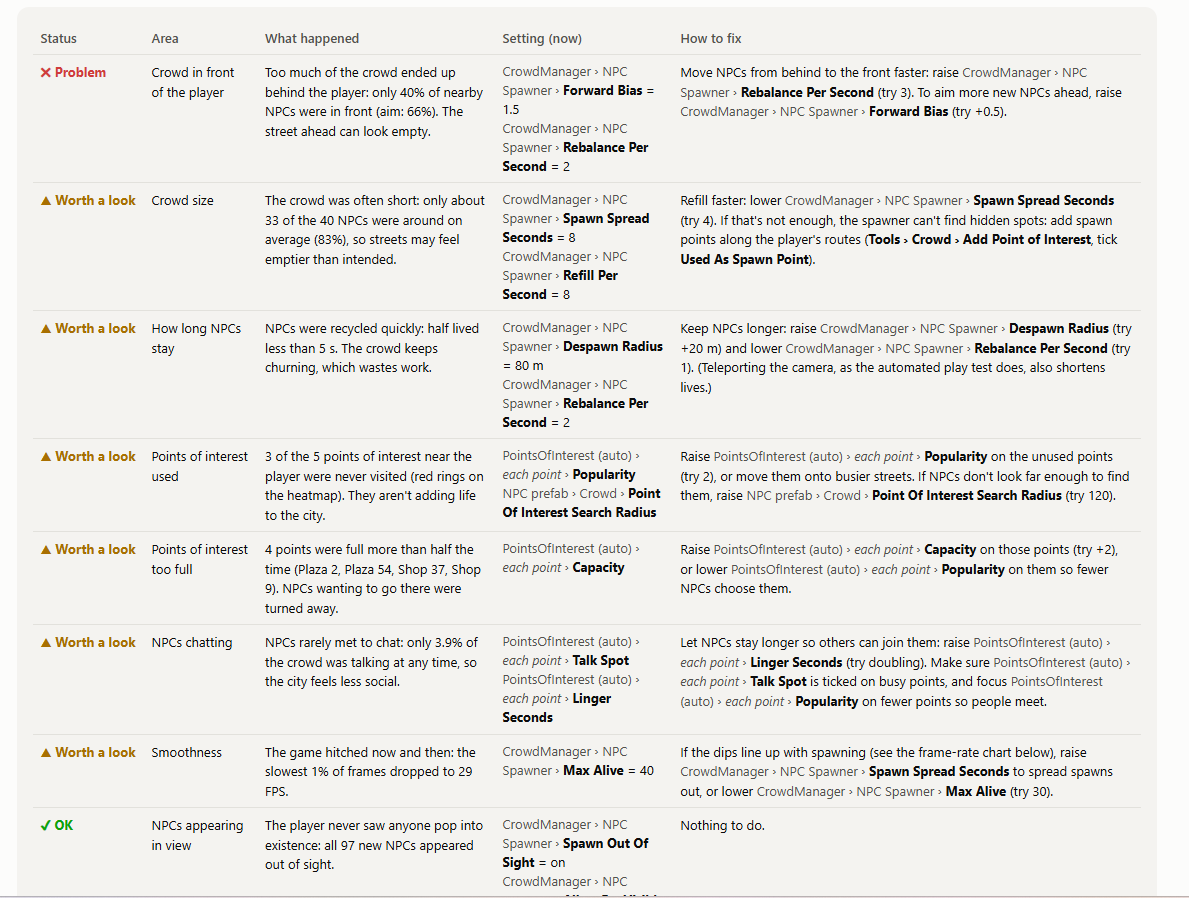 Status Area What happened Setting (now) How to fix
✕ Problem
Crowd in front
of the player
Too much of the crowd ended up
behind the player: only 40% of nearby
NPCs were in front (aim: 66%). The
street ahead can look empty.
CrowdManager › NPC
Spawner › Forward Bias =
1.5
CrowdManager › NPC
Spawner › Rebalance Per
Second = 2
Move NPCs from behind to the front faster: raise CrowdManager › NPC
Spawner › Rebalance Per Second (try 3). To aim more new NPCs ahead, raise
CrowdManager › NPC Spawner › Forward Bias (try +0.5).
▲ Worth a look
Crowd size
The crowd was often short: only about
33 of the 40 NPCs were around on
average (83%), so streets may feel
emptier than intended.
CrowdManager › NPC
Spawner › Spawn Spread
Seconds = 8
CrowdManager › NPC
Spawner › Refill Per
Second = 8
Refill faster: lower CrowdManager › NPC Spawner › Spawn Spread Seconds
(try 4). If that's not enough, the spawner can't find hidden spots: add spawn
points along the player's routes (Tools › Crowd › Add Point of Interest, tick
Used As Spawn Point).
▲ Worth a look
How long NPCs
stay
NPCs were recycled quickly: half lived
less than 5 s. The crowd keeps
churning, which wastes work.
CrowdManager › NPC
Spawner › Despawn Radius
= 80 m
CrowdManager › NPC
Spawner › Rebalance Per
Second = 2
Keep NPCs longer: raise CrowdManager › NPC Spawner › Despawn Radius (try
+20 m) and lower CrowdManager › NPC Spawner › Rebalance Per Second (try
1). (Teleporting the camera, as the automated play test does, also shortens
lives.)
▲ Worth a look
Points of interest
used
3 of the 5 points of interest near the
player were never visited (red rings on
the heatmap). They aren't adding life
to the city.
PointsOfInterest (auto) ›
each point › Popularity
NPC prefab › Crowd › Point
Of Interest Search Radius
Raise PointsOfInterest (auto) › each point › Popularity on the unused points
(try 2), or move them onto busier streets. If NPCs don't look far enough to find
them, raise NPC prefab › Crowd › Point Of Interest Search Radius (try 120).
▲ Worth a look
Points of interest
too full
4 points were full more than half the
time (Plaza 2, Plaza 54, Shop 37, Shop
9). NPCs wanting to go there were
turned away.
PointsOfInterest (auto) ›
each point › Capacity
Raise PointsOfInterest (auto) › each point › Capacity on those points (try +2),
or lower PointsOfInterest (auto) › each point › Popularity on them so fewer
NPCs choose them.
▲ Worth a look
NPCs chatting
NPCs rarely met to chat: only 3.9% of
the crowd was talking at any time, so
the city feels less social.
PointsOfInterest (auto) ›
each point › Talk Spot
PointsOfInterest (auto) ›
each point › Linger
Seconds
Let NPCs stay longer so others can join them: raise PointsOfInterest (auto) ›
each point › Linger Seconds (try doubling). Make sure PointsOfInterest (auto) ›
each point › Talk Spot is ticked on busy points, and focus PointsOfInterest
(auto) › each point › Popularity on fewer points so people meet.
▲ Worth a look
Smoothness
The game hitched now and then: the
slowest 1% of frames dropped to 29
FPS.
CrowdManager › NPC
Spawner › Max Alive = 40
If the dips line up with spawning (see the frame-rate chart below), raise
CrowdManager › NPC Spawner › Spawn Spread Seconds to spread spawns
out, or lower CrowdManager › NPC Spawner › Max Alive (try 30).
✓ OK
NPCs appearing
in view
The player never saw anyone pop into
existence: all 97 new NPCs appeared
out of sight.
CrowdManager › NPC
Spawner › Spawn Out Of
Sight = on
CrowdManager › NPC
Nothing to do.